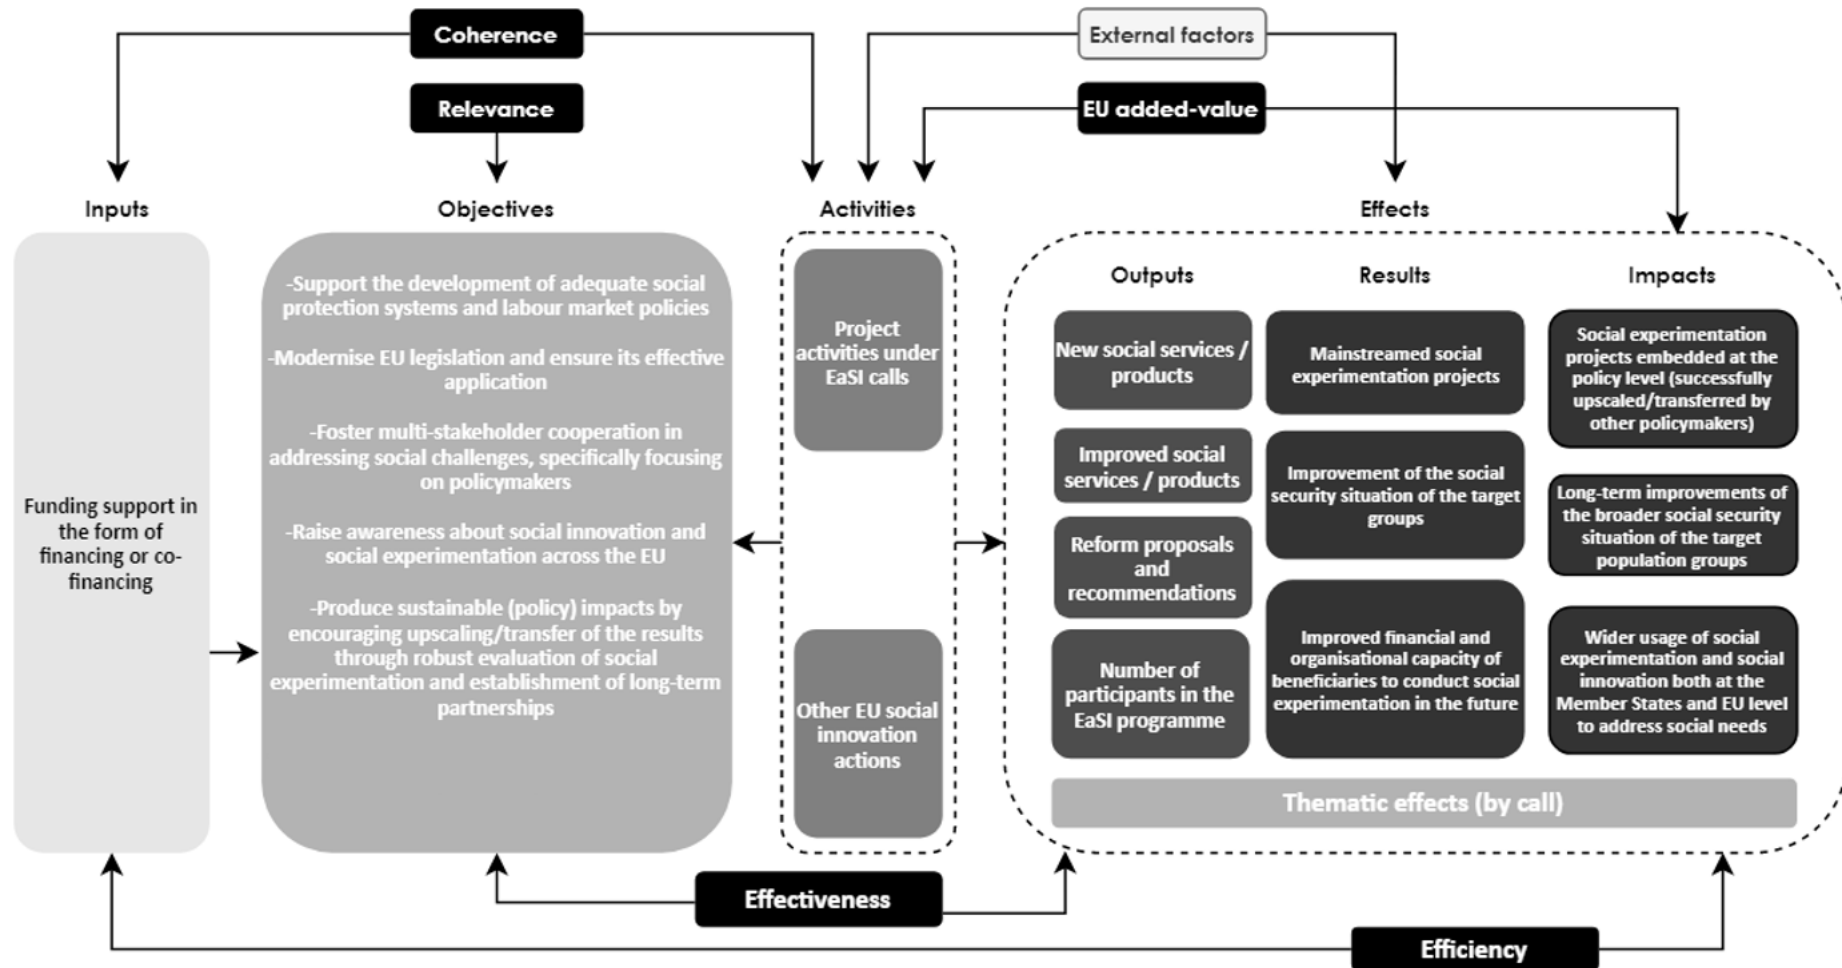 Coherence
External factors
Relevance
EU added-value
Inputs
Objectives
Activities
Effects
Funding support in
the form of
financing or co-
financing
-Support the development of adequate social
protection systems and labour market policies
-Modernise EU legislation and ensure its effective
application
-Foster multi-stakeholder cooperation in
addressing social challenges, specifically focusing
on policymakers
-Raise awareness about social innovation and
social experimentation across the EU
-Produce sustainable (policy) impacts by
encouraging upscaling/transfer of the results
through robust evaluation of social
experimentation and establishment of long-term
partnerships
Project
activities under
EaSI calls
Other EU social
innovation
actions
Outputs
New social services /
products
Improved social
services / products
Reform proposals
and
recommendations
Number of
participants in the
EaSI programme
Results
Mainstreamed social
experimentation projects
Improvement of the social
security situation of the target
groups
Improved financial and
organisational capacity of
beneficiaries to conduct social
experimentation in the future
Impacts
Social experimentation
projects embedded at the
policy level (successfully
upscaled/transferred by
other policymakers)
Long-term improvements of
the broader social security
situation of the target
population groups
Wider usage of social
experimentation and social
innovation both at the
Member States and EU level
to address social needs
Thematic effects (by call)
Effectiveness
Efficiency